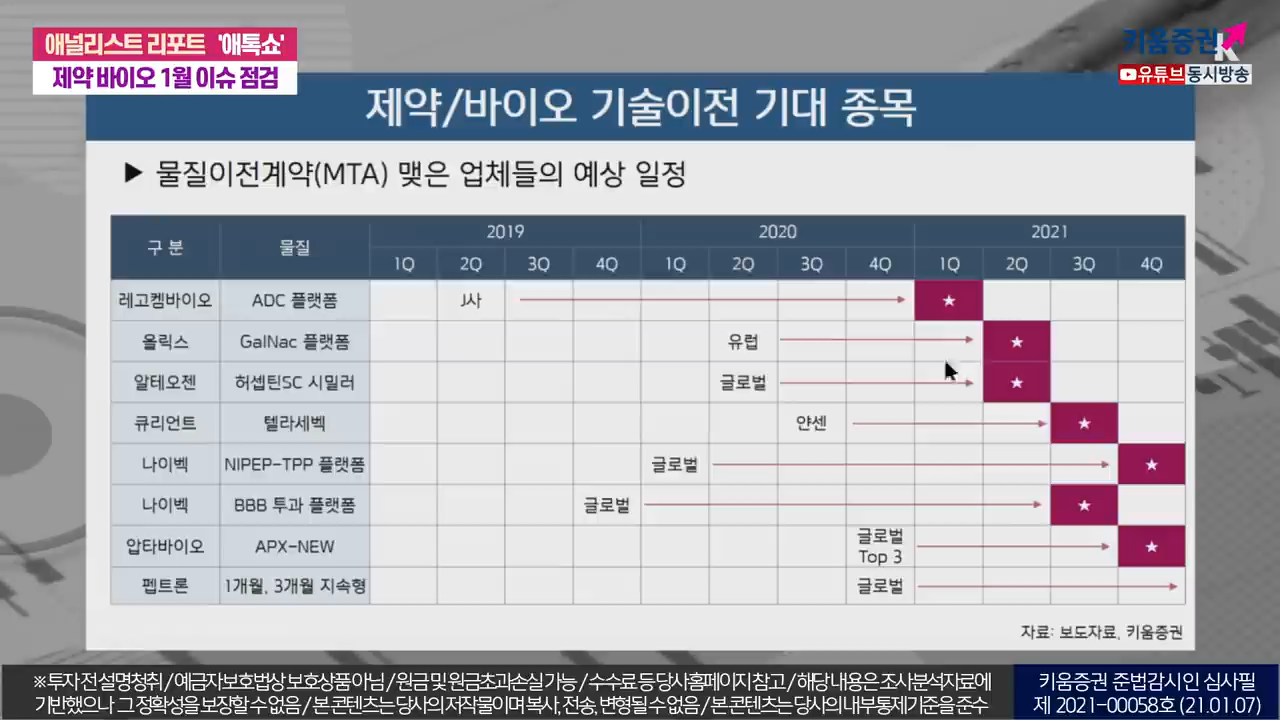 애널리스트 리포트 '애톡쇼'
제약 바이오 1월 이슈 점검
키움증권
유튜브 동시방송
제약/바이오 기술이전 기대 종목
▶ 물질이전계약(MTA) 맺은 업체들의 예상 일정
구 분 물질 2019 2020 2021
1Q 2Q 3Q 4Q 1Q 2Q 3Q 4Q 1Q 2Q 3Q 4Q
레고켐바이오 ADC 플랫폼 J사 ★
올릭스 GalNac 플랫폼 유럽 ★
알테오젠 허셉틴SC 시밀러 글로벌 ★
큐리언트 텔라세벡 얀센 ★
나이벡 NIPEP-TPP 플랫폼 글로벌 ★
나이벡 BBB 투과 플랫폼 글로벌 ★
압타바이오 APX-NEW 글로벌 Top 3 ★
펩트론 1개월, 3개월 지속형 글로벌
자료: 보도자료, 키움증권
※ 투자 전 설명청취 / 예금자보호법상 보호상품 아님 / 원금 및 원금초과손실 가능 / 수수료 등 당사홈페이지 참고 / 해당 내용은 조사분석자료에
기반했으나 그 정확성을 보장할 수 없음 / 본 콘텐츠는 당사의 저작물이며 복사, 전송, 변형될 수 없음 / 본 콘텐츠는 당사의 내부통제기준을 준수
키움증권 준법감시인 심사필
제 2021-00058호 (21.01.07)